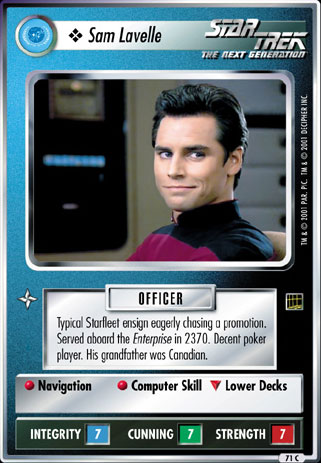 ❖ Sam Lavelle
STAR TREK
THE NEXT GENERATION
TM & © 2001 PAR. PIC. TM & © 2001 DECIPHER INC.
OFFICER
Typical Starfleet ensign eagerly chasing a promotion.
Served aboard the Enterprise in 2370. Decent poker
player. His grandfather was Canadian.
Navigation Computer Skill Lower Decks
INTEGRITY 7 CUNNING 7 STRENGTH 7
71 C